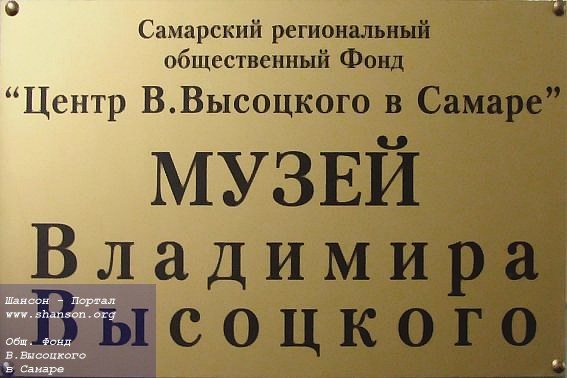 Самарский региональный
общественный Фонд
“Центр В.Высоцкого в Самаре”
МУЗЕЙ
Владимира
Высоцкого
Шансон - Портал
www.shanson.org
Общ. Фонд
В.Высоцкого
в Самаре